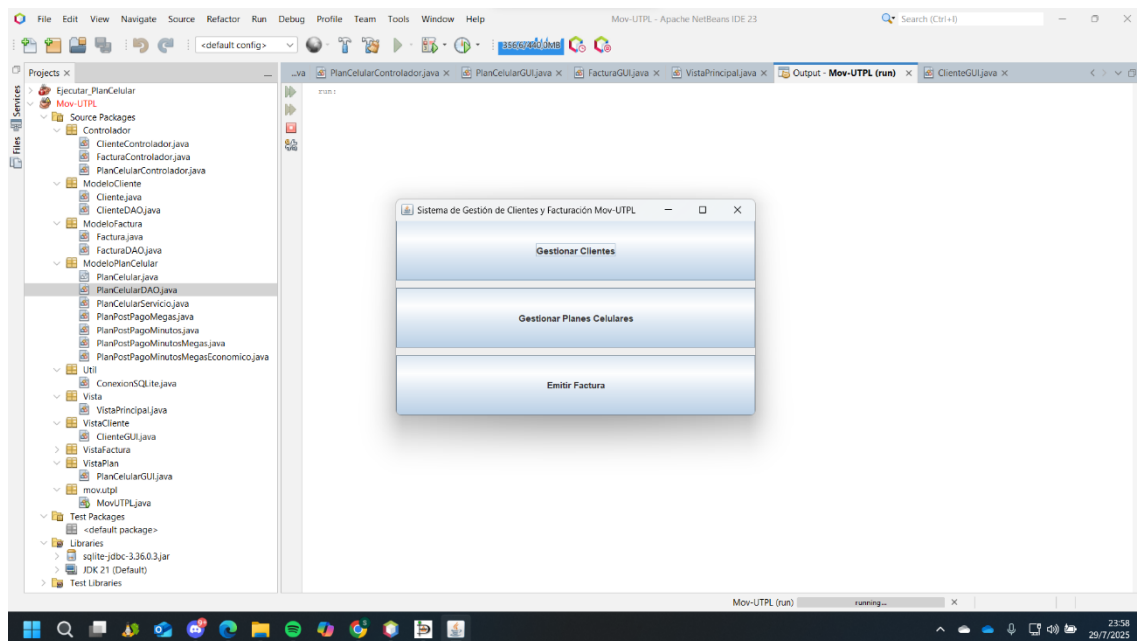 File Edit View Navigate Source Refactor Run Debug Profile Team Tools Window Help
Mov-UTPL - Apache NetBeans IDE 23
Search (Ctrl+I)
<default config>
Projects
..va PlanCelularControlador.java PlanCelularGUI.java FacturaGUI.java VistaPrincipal.java Output - Mov-UTPL (run) ClienteGUI.java
Services
Files
run:
Ejecutar_PlanCelular
Mov-UTPL
Source Packages
Controlador
ClienteControlador.java
FacturaControlador.java
PlanCelularControlador.java
ModeloCliente
Cliente.java
ClienteDAO.java
ModeloFactura
Factura.java
FacturaDAO.java
ModeloPlanCelular
PlanCelular.java
PlanCelularDAO.java
PlanCelularServicio.java
PlanPostPagoMegas.java
PlanPostPagoMinutos.java
PlanPostPagoMinutosMegas.java
PlanPostPagoMinutosMegasEconomico.java
Util
ConexionSQLite.java
Vista
VistaPrincipal.java
VistaCliente
ClienteGUI.java
VistaFactura
VistaPlan
PlanCelularGUI.java
mov.utpl
MovUTPL.java
Test Packages
<default package>
Libraries
sqlite-jdbc-3.36.0.3.jar
JDK 21 (Default)
Test Libraries
Sistema de Gestión de Clientes y Facturación Mov-UTPL
Gestionar Clientes
Gestionar Planes Celulares
Emitir Factura
Mov-UTPL (run)
running...
23:58
29/7/2025